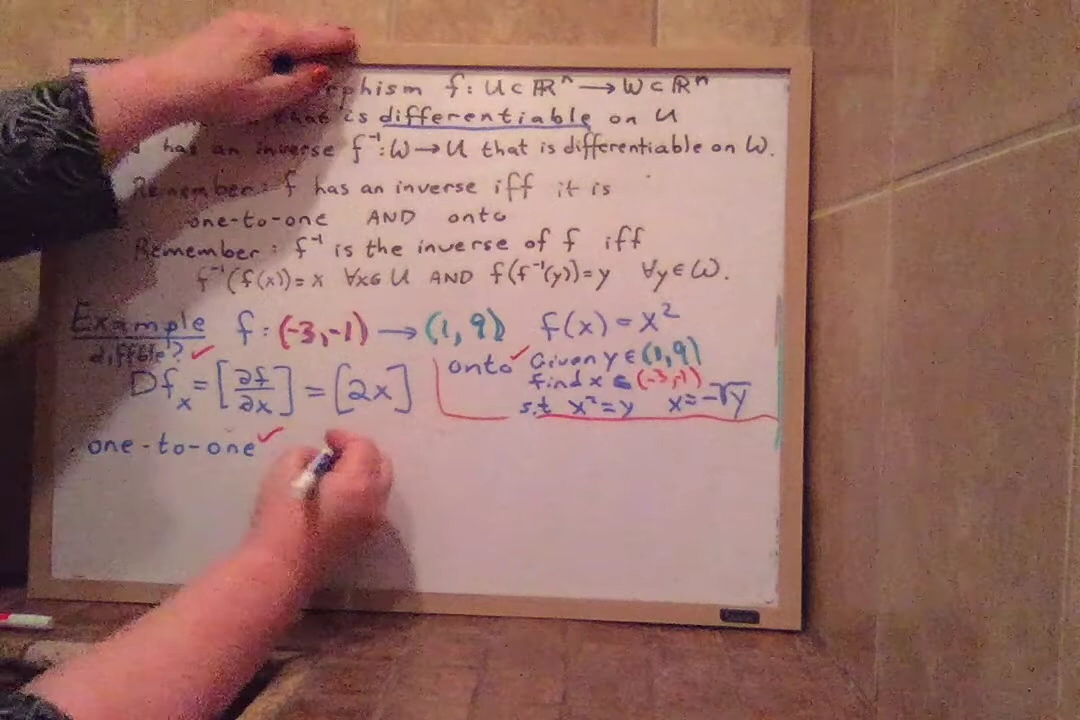 phism f: U ⊂ ℝⁿ → W ⊂ ℝⁿ
that is differentiable on U
has an inverse f⁻¹: W → U that is differentiable on W.
Remember: f has an inverse iff it is
one-to-one AND onto
Remember: f⁻¹ is the inverse of f iff
f⁻¹(f(x)) = x ∀x∈U AND f(f⁻¹(y)) = y ∀y∈W.
Example f: (-3,-1) → (1,9) f(x) = x²
diffble? ✓
Df_x = [∂f/∂x] = [2x]
onto ✓ Given y ∈ (1,9)
find x ∈ (-3,-1)
s.t x² = y x = -√y
one-to-one ✓